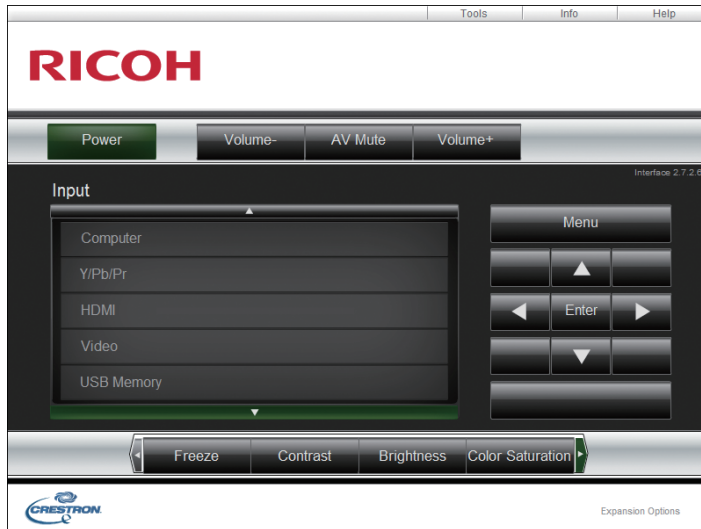 Tools Info Help
RICOH
Power Volume- AV Mute Volume+
Interface 2.7.2.6
Input
Computer
Menu
Y/Pb/Pr
HDMI
Enter
Video
USB Memory
Freeze Contrast Brightness Color Saturation
CRESTRON
Expansion Options